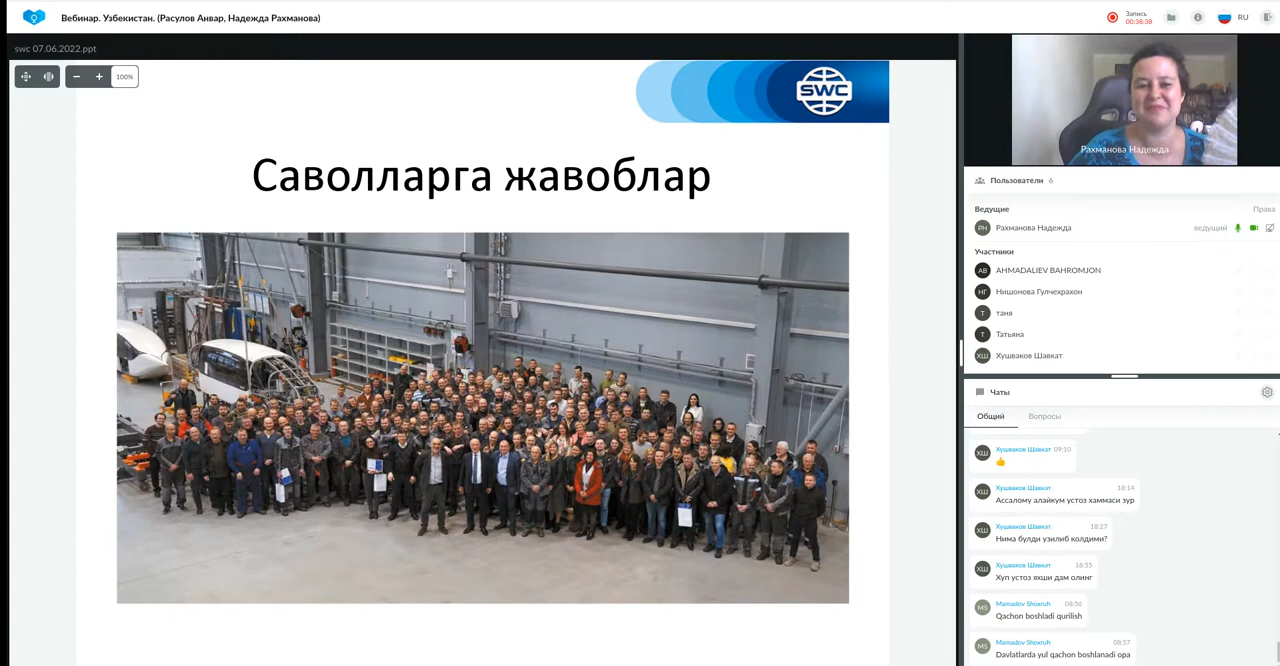 Вебинар. Узбекистан. (Расулов Анвар, Надежда Рахманова)
Запись
00:38:38
RU
swc 07.06.2022.ppt
100%
SWC
Саволларга жавоблар
Рахманова Надежда
Пользователи 6
Ведущие Права
РН Рахманова Надежда ведущий
Участники
AB AHMADALIEV BAHROMJON
НГ Нишонова Гулчехрахон
Т таня
Т Татьяна
ХШ Хушваков Шавкат
Чаты
Общий Вопросы
ХШ Хушваков Шавкат 09:10
ХШ Хушваков Шавкат 18:14
Ассалому алайкум устоз хаммаси зур
ХШ Хушваков Шавкат 18:27
Нима булди узилиб колдими?
ХШ Хушваков Шавкат 18:55
Хуп устоз яхши дам олинг
MS Mamadov Shoxruh 08:56
Qachon boshladi qurilish
MS Mamadov Shoxruh 08:57
Davlatlarda yul qachon boshlanadi opa